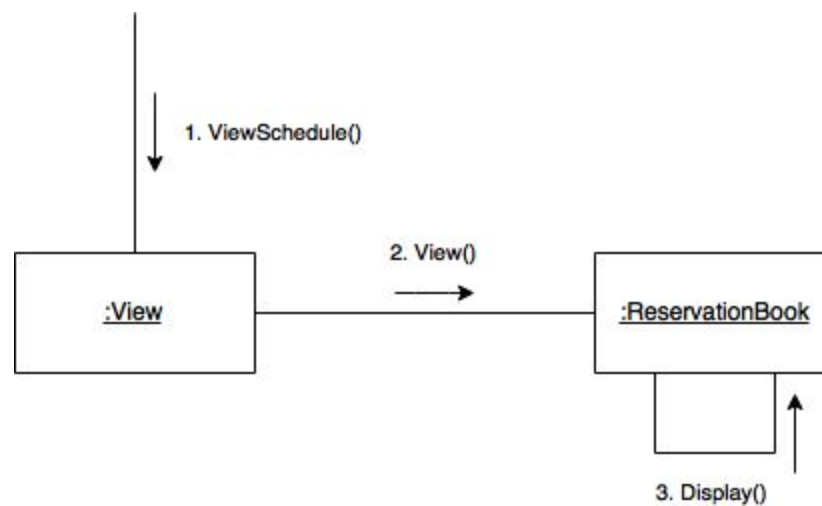 1. ViewSchedule()
2. View()
:View
:ReservationBook
3. Display()